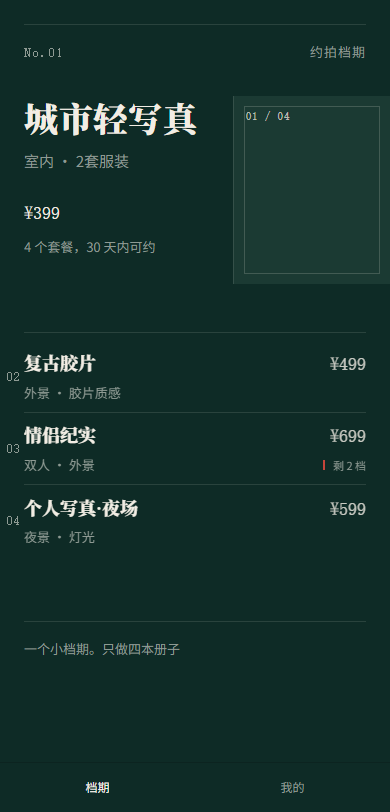 No.01
约拍档期
城市轻写真
01 / 04
室内 · 2套服装
¥399
4 个套餐，30 天内可约
02
复古胶片
¥499
外景 · 胶片质感
03
情侣纪实
¥699
双人 · 外景
剩 2 档
04
个人写真·夜场
¥599
夜景 · 灯光
一个小档期。只做四本册子
档期
我的